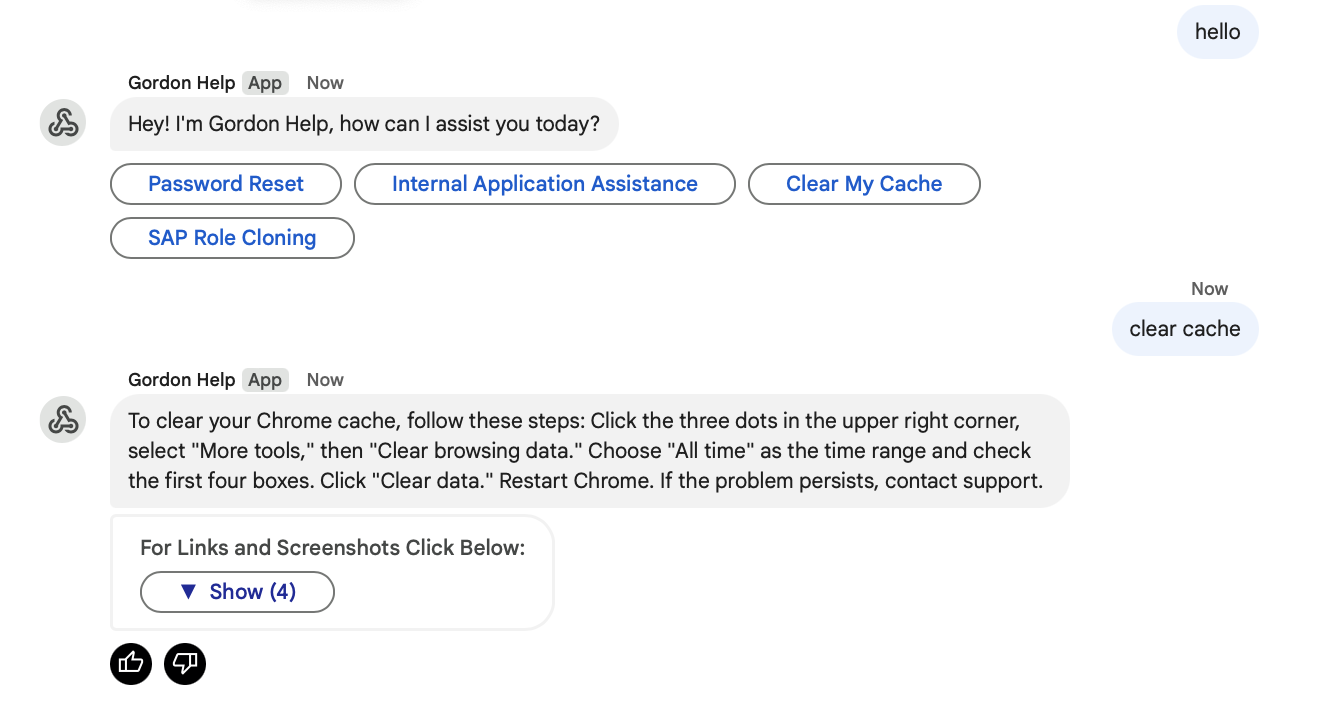 hello
Gordon Help App Now
Hey! I'm Gordon Help, how can I assist you today?
Password Reset
Internal Application Assistance
Clear My Cache
SAP Role Cloning
Now
clear cache
Gordon Help App Now
To clear your Chrome cache, follow these steps: Click the three dots in the upper right corner,
select "More tools," then "Clear browsing data." Choose "All time" as the time range and check
the first four boxes. Click "Clear data." Restart Chrome. If the problem persists, contact support.
For Links and Screenshots Click Below:
▼ Show (4)